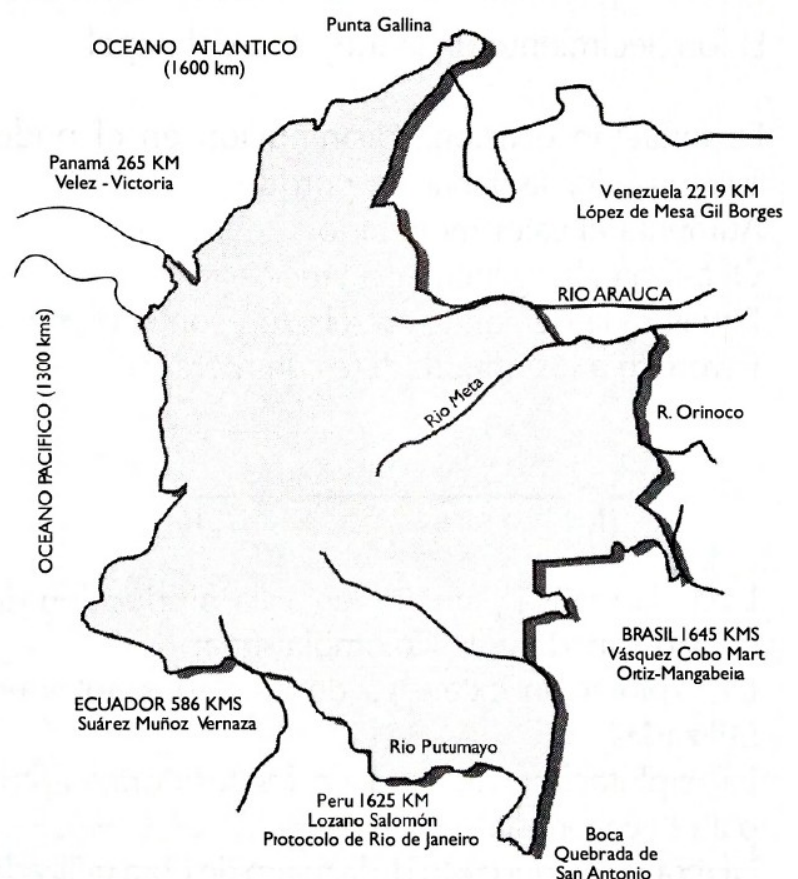 Punta Gallina
OCEANO ATLANTICO
(1600 km)
Panamá 265 KM
Velez - Victoria
Venezuela 2219 KM
López de Mesa Gil Borges
RIO ARAUCA
OCEANO PACIFICO (1300 kms)
Rio Meta
R. Orinoco
BRASIL 1645 KMS
Vásquez Cobo Mart
Ortiz-Mangabeia
ECUADOR 586 KMS
Suárez Muñoz Vernaza
Rio Putumayo
Peru 1625 KM
Lozano Salomón
Protocolo de Rio de Janeiro
Boca
Quebrada de
San Antonio